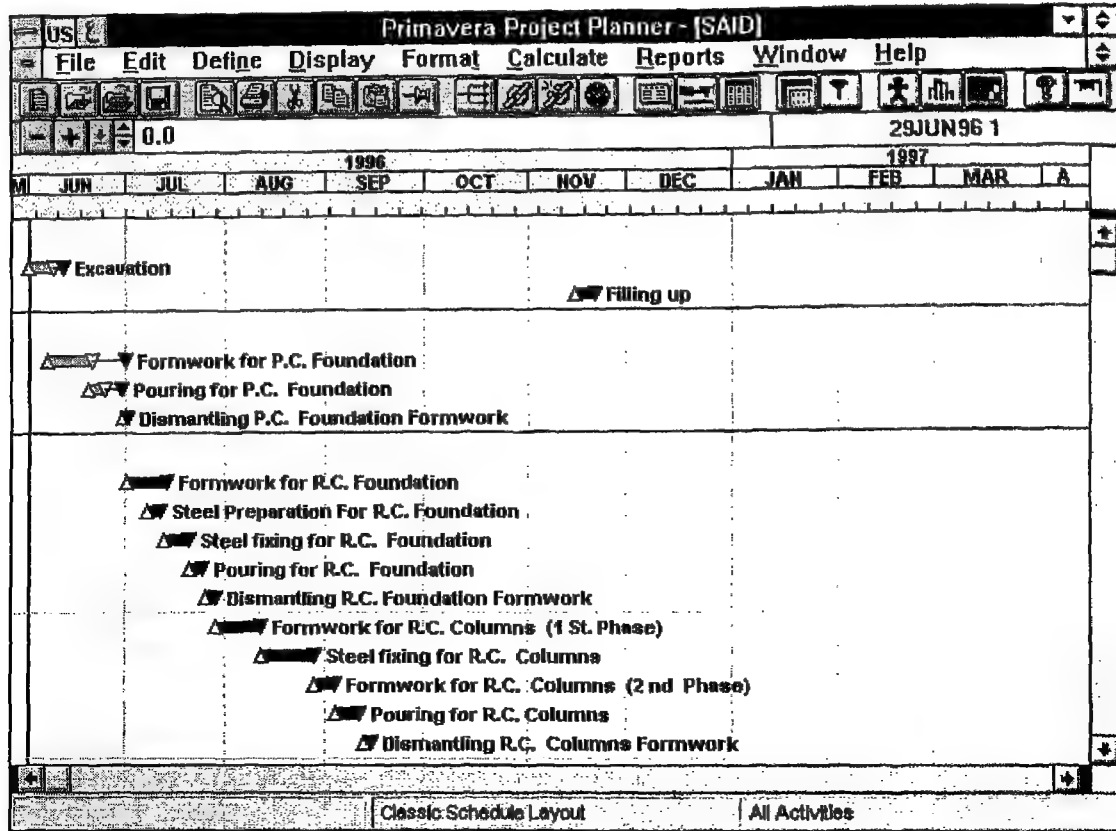 US Primavera Project Planner - [SAID]
File Edit Define Display Format Calculate Reports Window Help
0.0 29JUN96 1
1996 1997
M JUN JUL AUG SEP OCT NOV DEC JAN FEB MAR A
Excavation
Filling up
Formwork for P.C. Foundation
Pouring for P.C. Foundation
Dismantling P.C. Foundation Formwork
Formwork for R.C. Foundation
Steel Preparation For R.C. Foundation
Steel fixing for R.C. Foundation
Pouring for R.C. Foundation
Dismantling R.C. Foundation Formwork
Formwork for R.C. Columns (1 St. Phase)
Steel fixing for R.C. Columns
Formwork for R.C. Columns (2 nd Phase)
Pouring for R.C. Columns
Dismantling R.C. Columns Formwork
Classic Schedule Layout All Activities